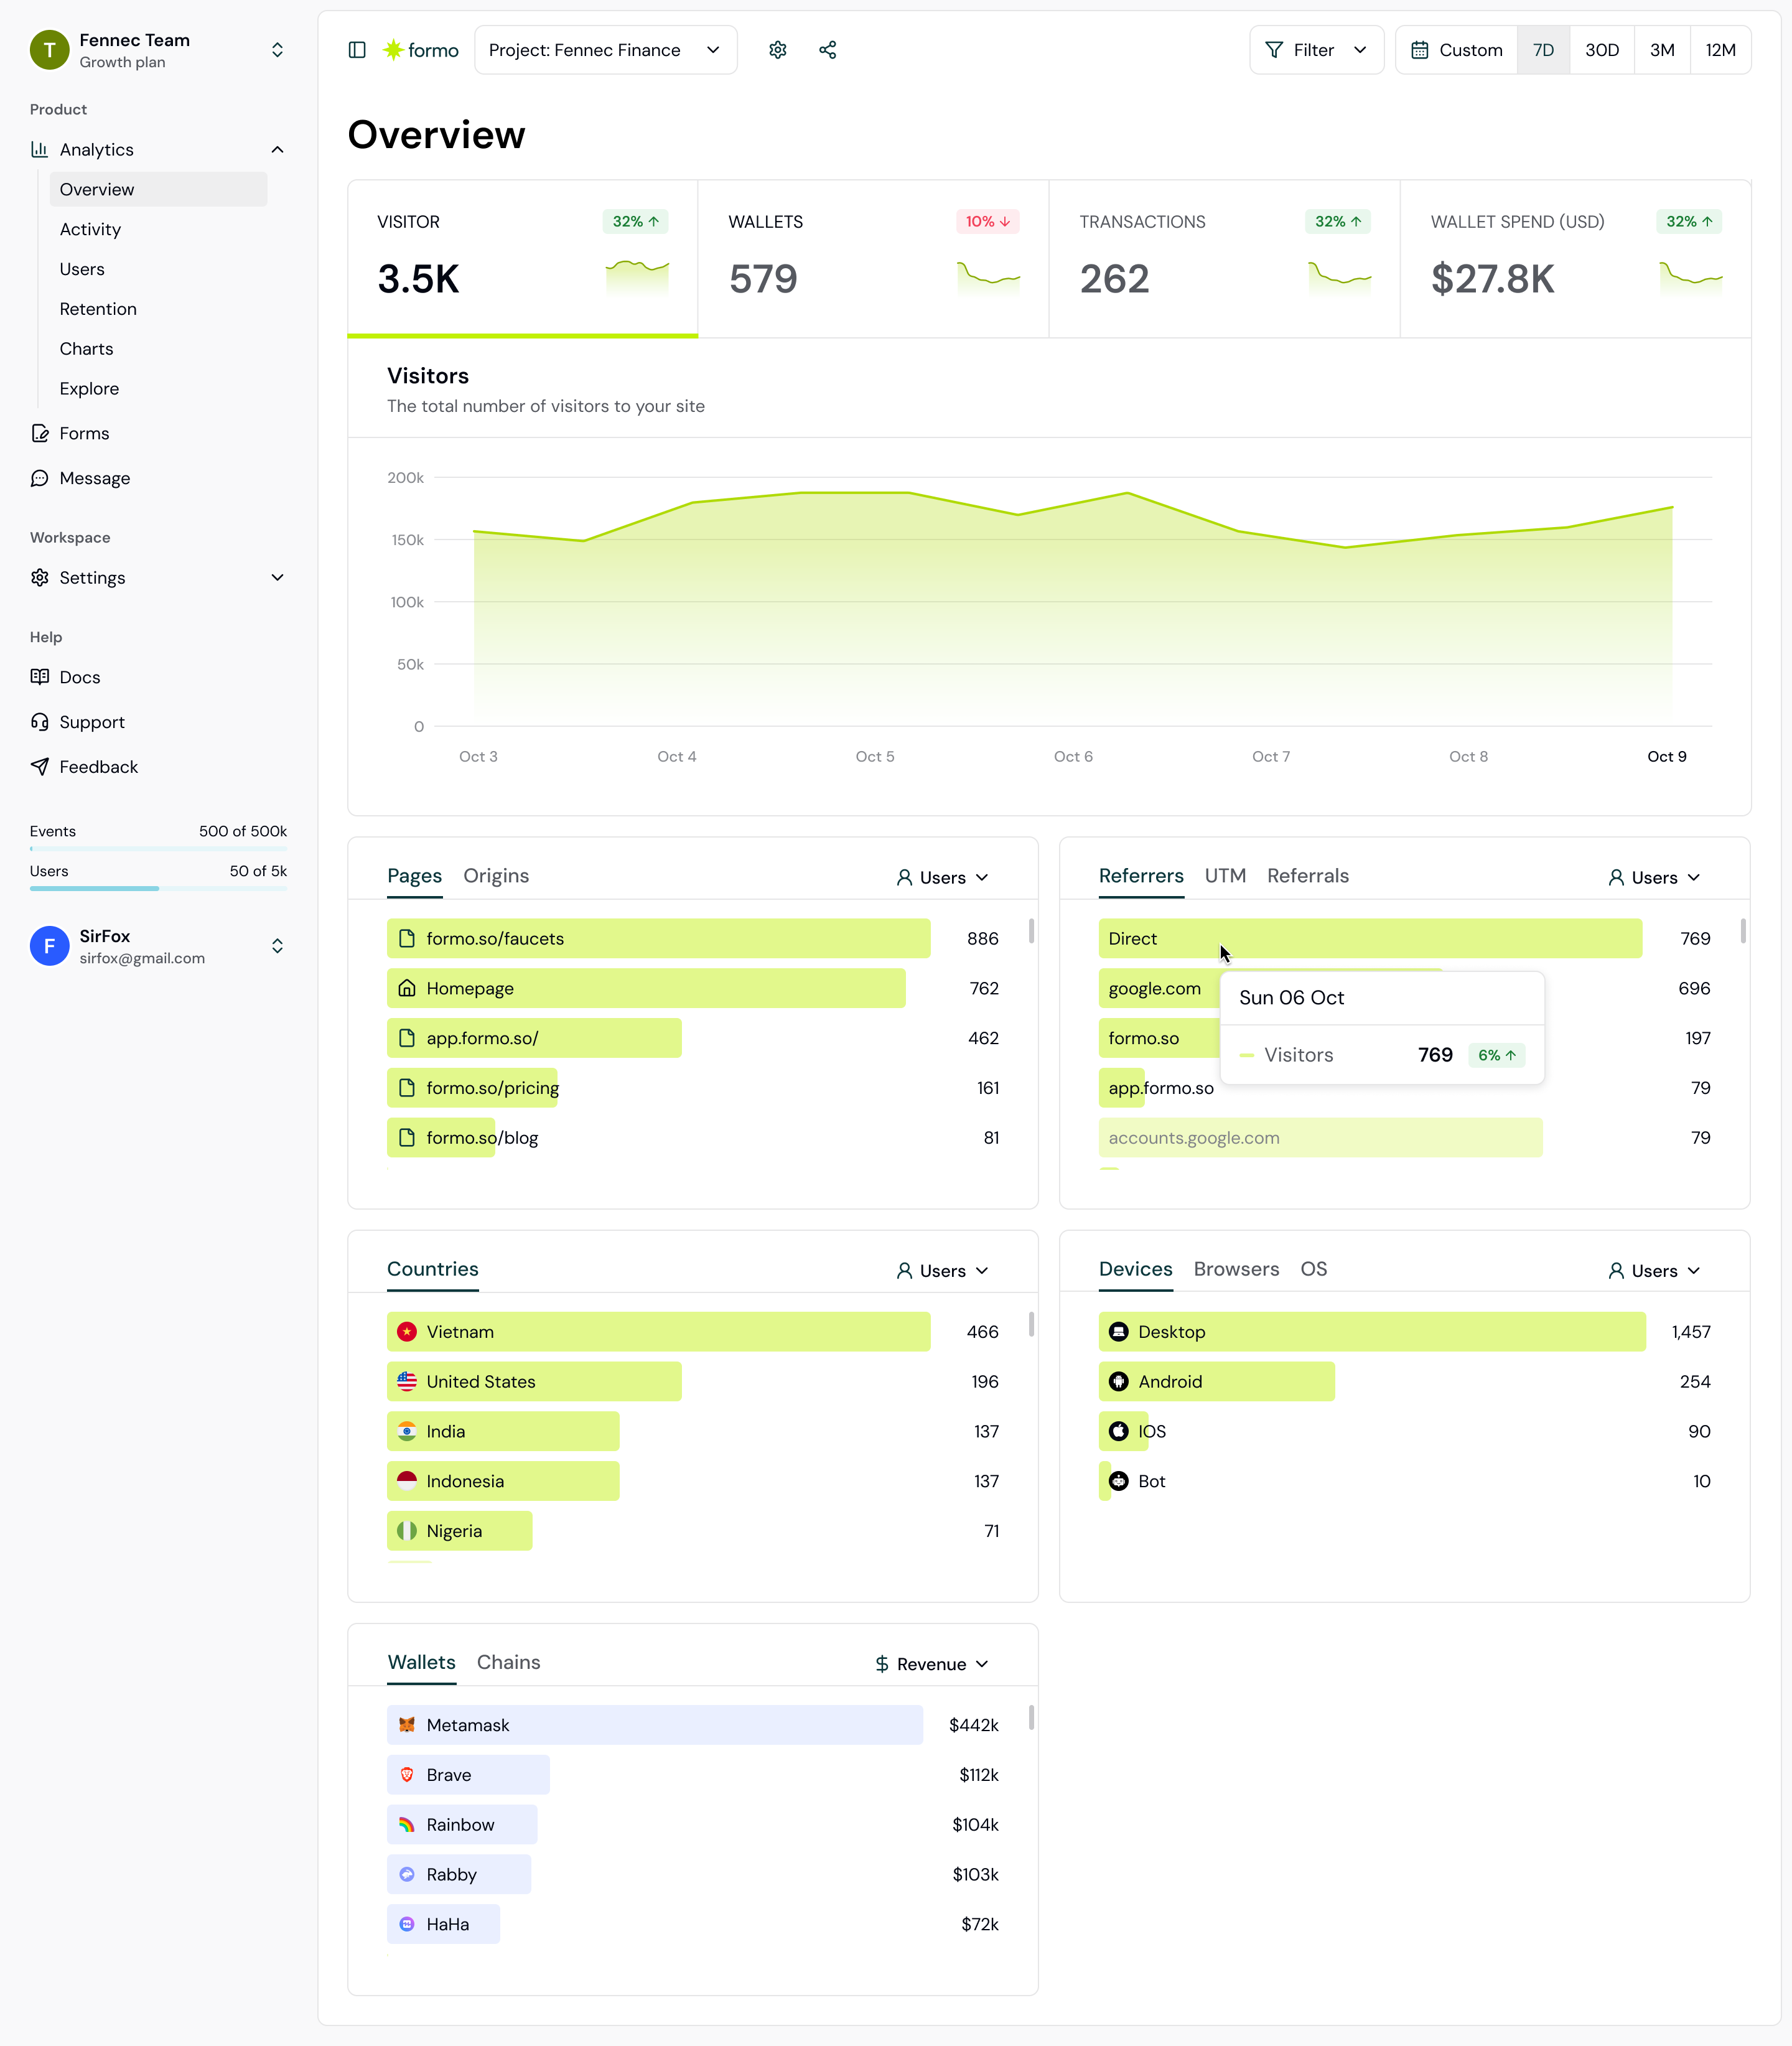 T
Fennec Team
Growth plan
Product
Analytics
Overview
Activity
Users
Retention
Charts
Explore
Forms
Message
Workspace
Settings
Help
Docs
Support
Feedback
Events 500 of 500k
Users 50 of 5k
F
SirFox
sirfox@gmail.com
formo
Project: Fennec Finance
Filter
Custom 7D 30D 3M 12M
Overview
VISITOR 32%
3.5K
WALLETS 10%
579
TRANSACTIONS 32%
262
WALLET SPEND (USD) 32%
$27.8K
Visitors
The total number of visitors to your site
200k
150k
100k
50k
0
Oct 3 Oct 4 Oct 5 Oct 6 Oct 7 Oct 8 Oct 9
Pages Origins Users
formo.so/faucets 886
Homepage 762
app.formo.so/ 462
formo.so/pricing 161
formo.so/blog 81
Referrers UTM Referrals Users
Direct 769
google.com 696
formo.so 197
app.formo.so 79
accounts.google.com 79
Sun 06 Oct
Visitors 769 6%
Countries Users
Vietnam 466
United States 196
India 137
Indonesia 137
Nigeria 71
Devices Browsers OS Users
Desktop 1,457
Android 254
IOS 90
Bot 10
Wallets Chains $ Revenue
Metamask $442k
Brave $112k
Rainbow $104k
Rabby $103k
HaHa $72k